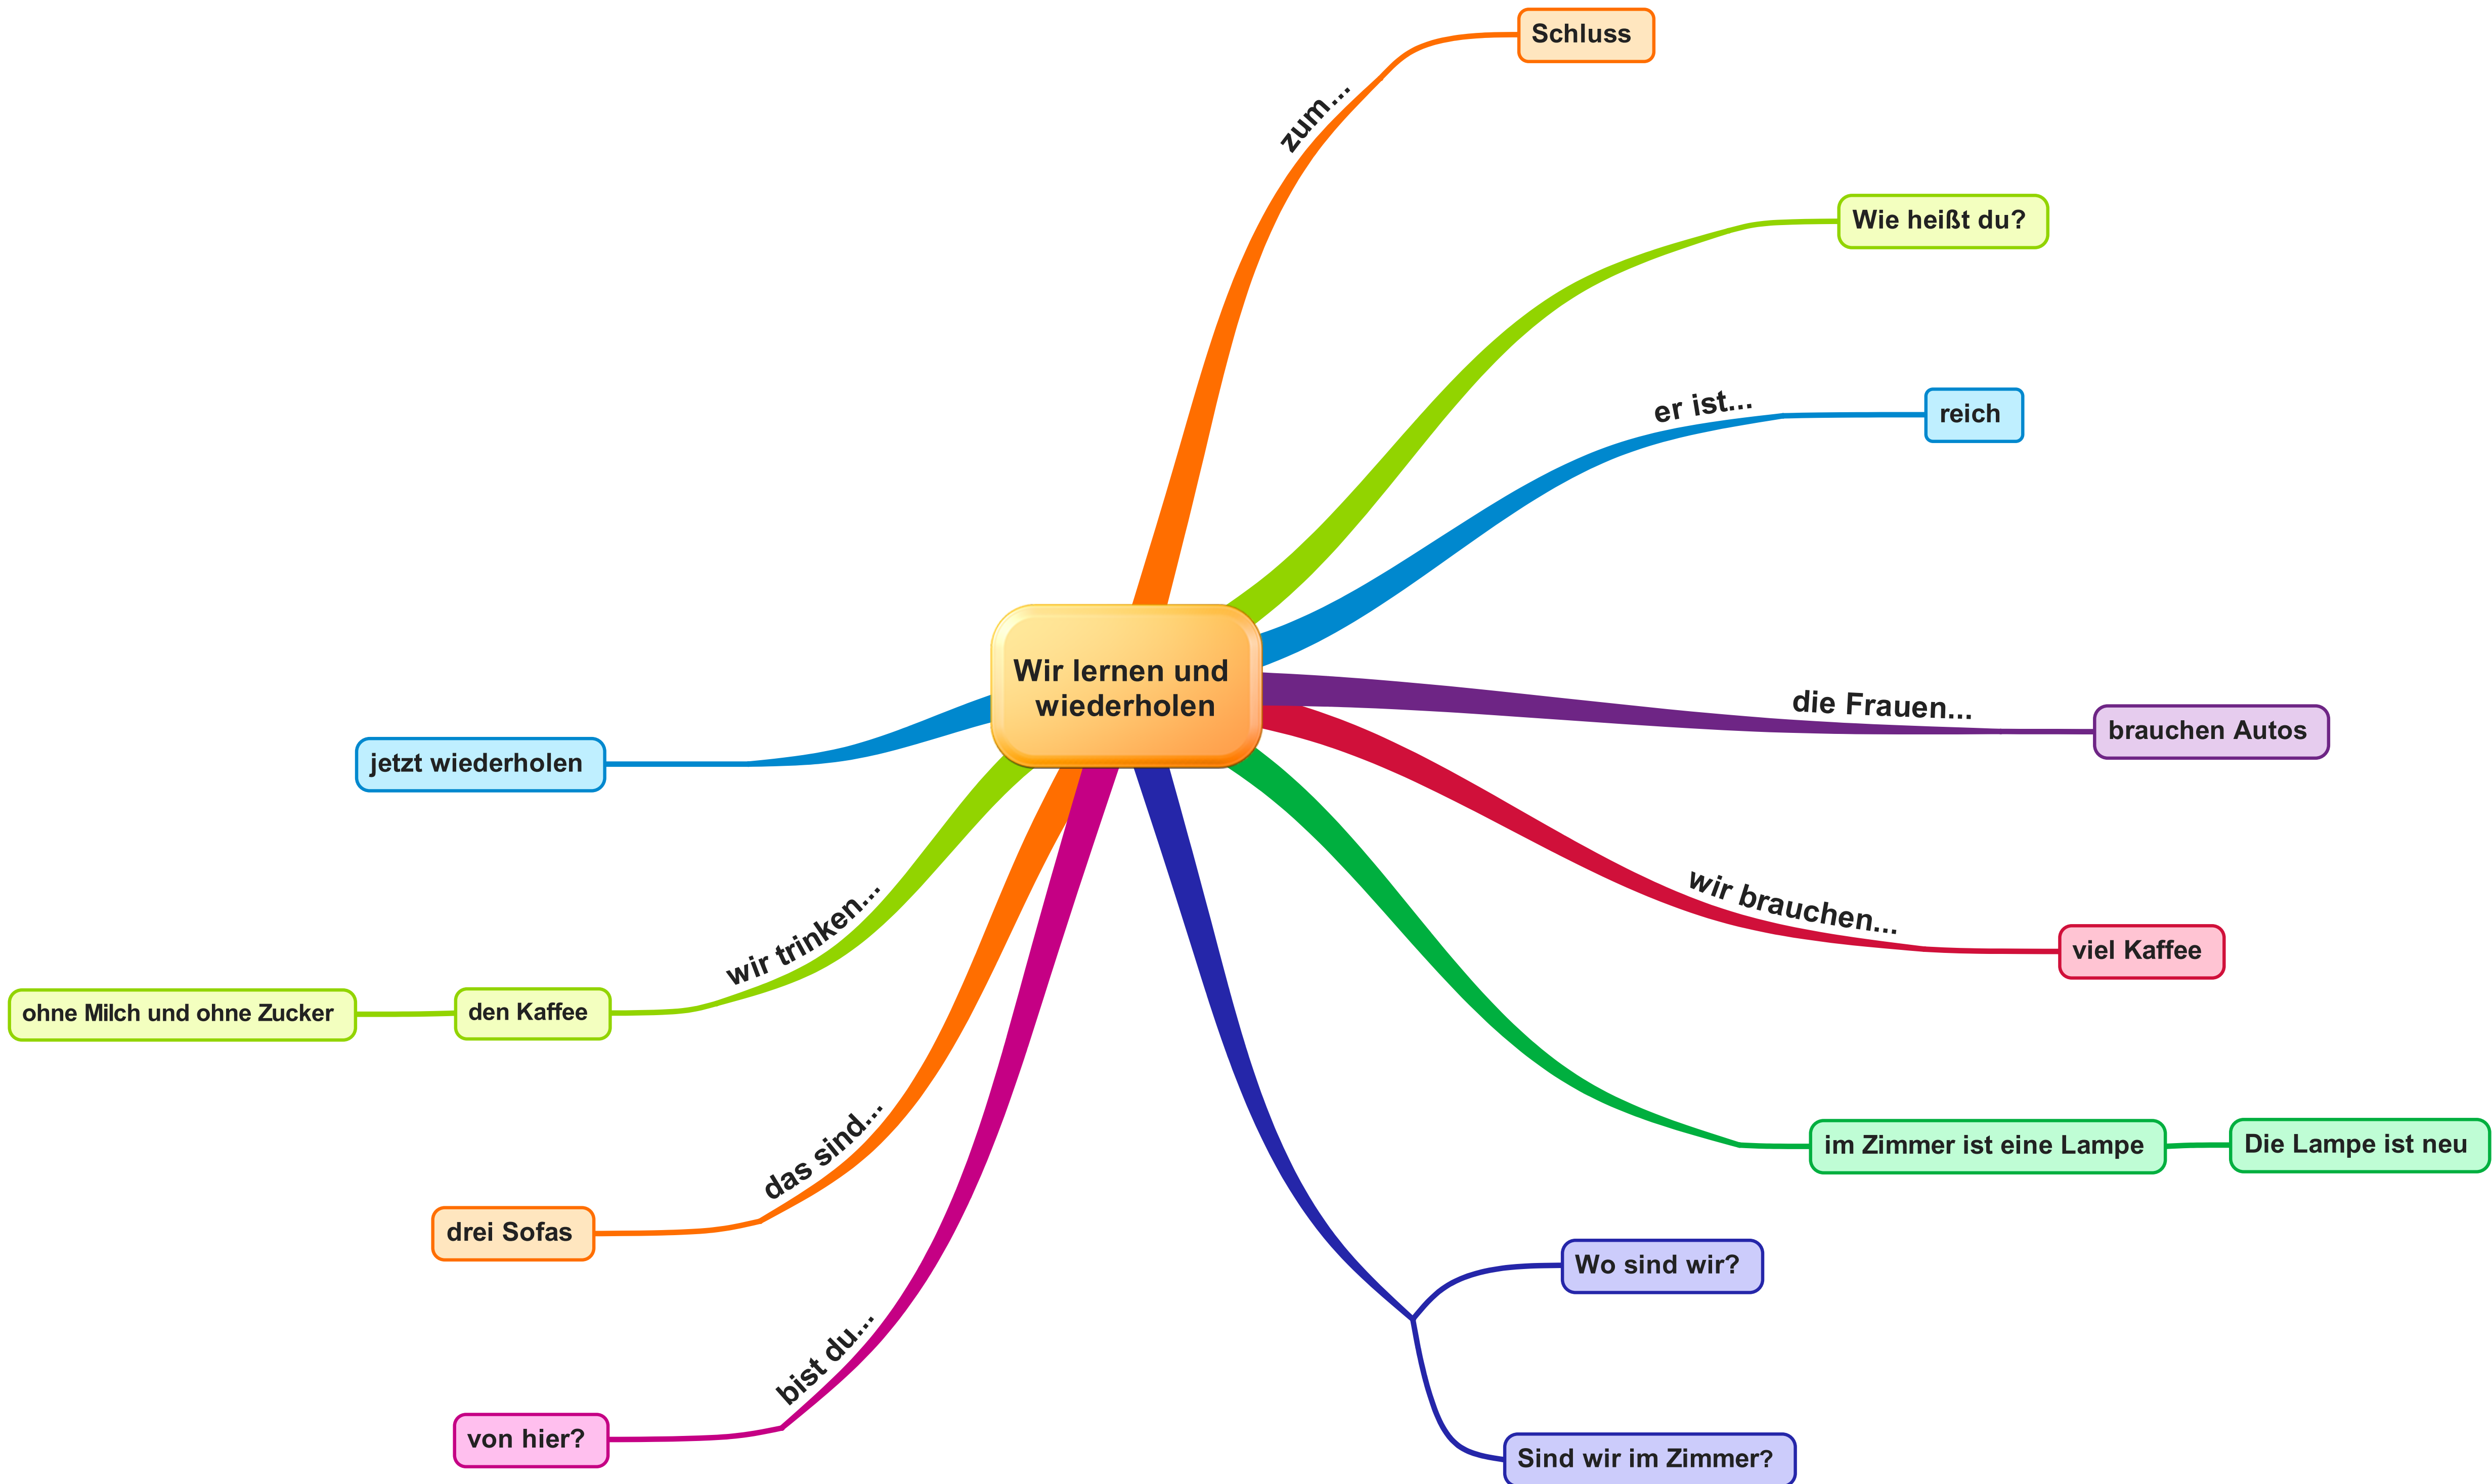 Wir lernen und
wiederholen
zum...
Schluss
Wie heißt du?
er ist...
reich
die Frauen...
brauchen Autos
wir brauchen...
viel Kaffee
im Zimmer ist eine Lampe
Die Lampe ist neu
Wo sind wir?
Sind wir im Zimmer?
bist du...
von hier?
das sind...
drei Sofas
wir trinken...
den Kaffee
ohne Milch und ohne Zucker
jetzt wiederholen